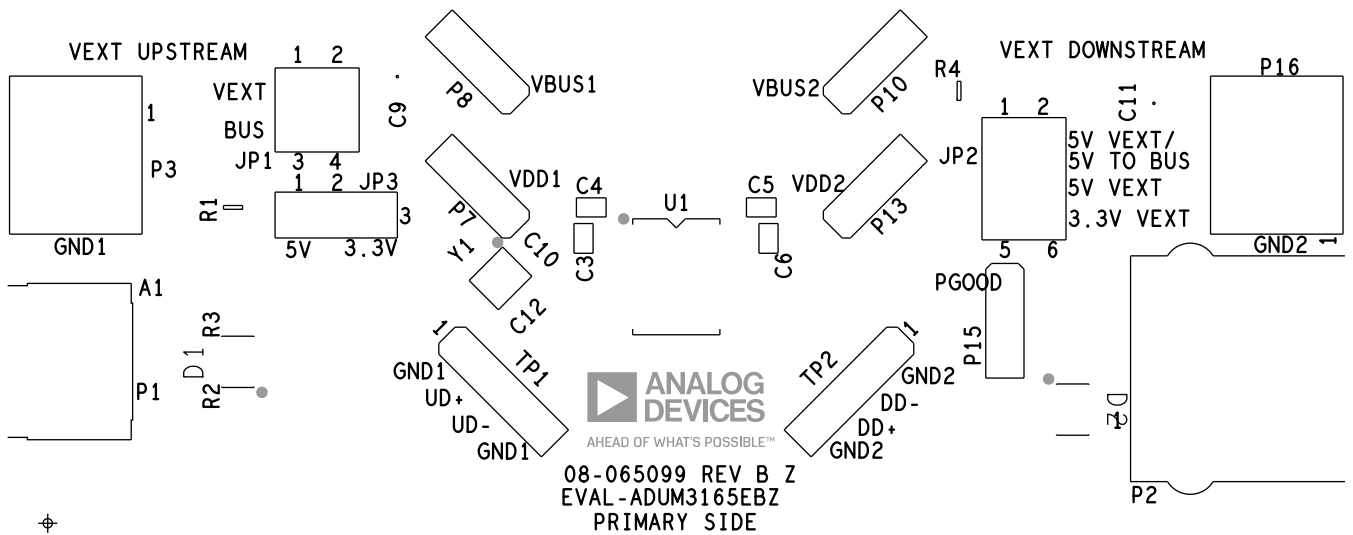 VEXT UPSTREAM
1 2
VEXT
BUS
JP1
3 4
1 2 JP3
3
5V 3.3V
R1
1
P3
GND1
C9
P8
VBUS1
P7
VDD1
Y1
C10
C12
C4
C3
U1
C5
C6
VBUS2
P10
VDD2
P13
R4
VEXT DOWNSTREAM
C11
P16
1 2
JP2
5V VEXT/
5V TO BUS
5V VEXT
3.3V VEXT
5 6
GND2
1
PGOOD
P15
A1
P1
R3
D1
R2
1
TP1
GND1
UD+
UD-
GND1
ANALOG
DEVICES
AHEAD OF WHAT'S POSSIBLE™
TP2
1
GND2
DD-
DD+
GND2
D2
1
P2
08-065099 REV B Z
EVAL-ADUM3165EBZ
PRIMARY SIDE